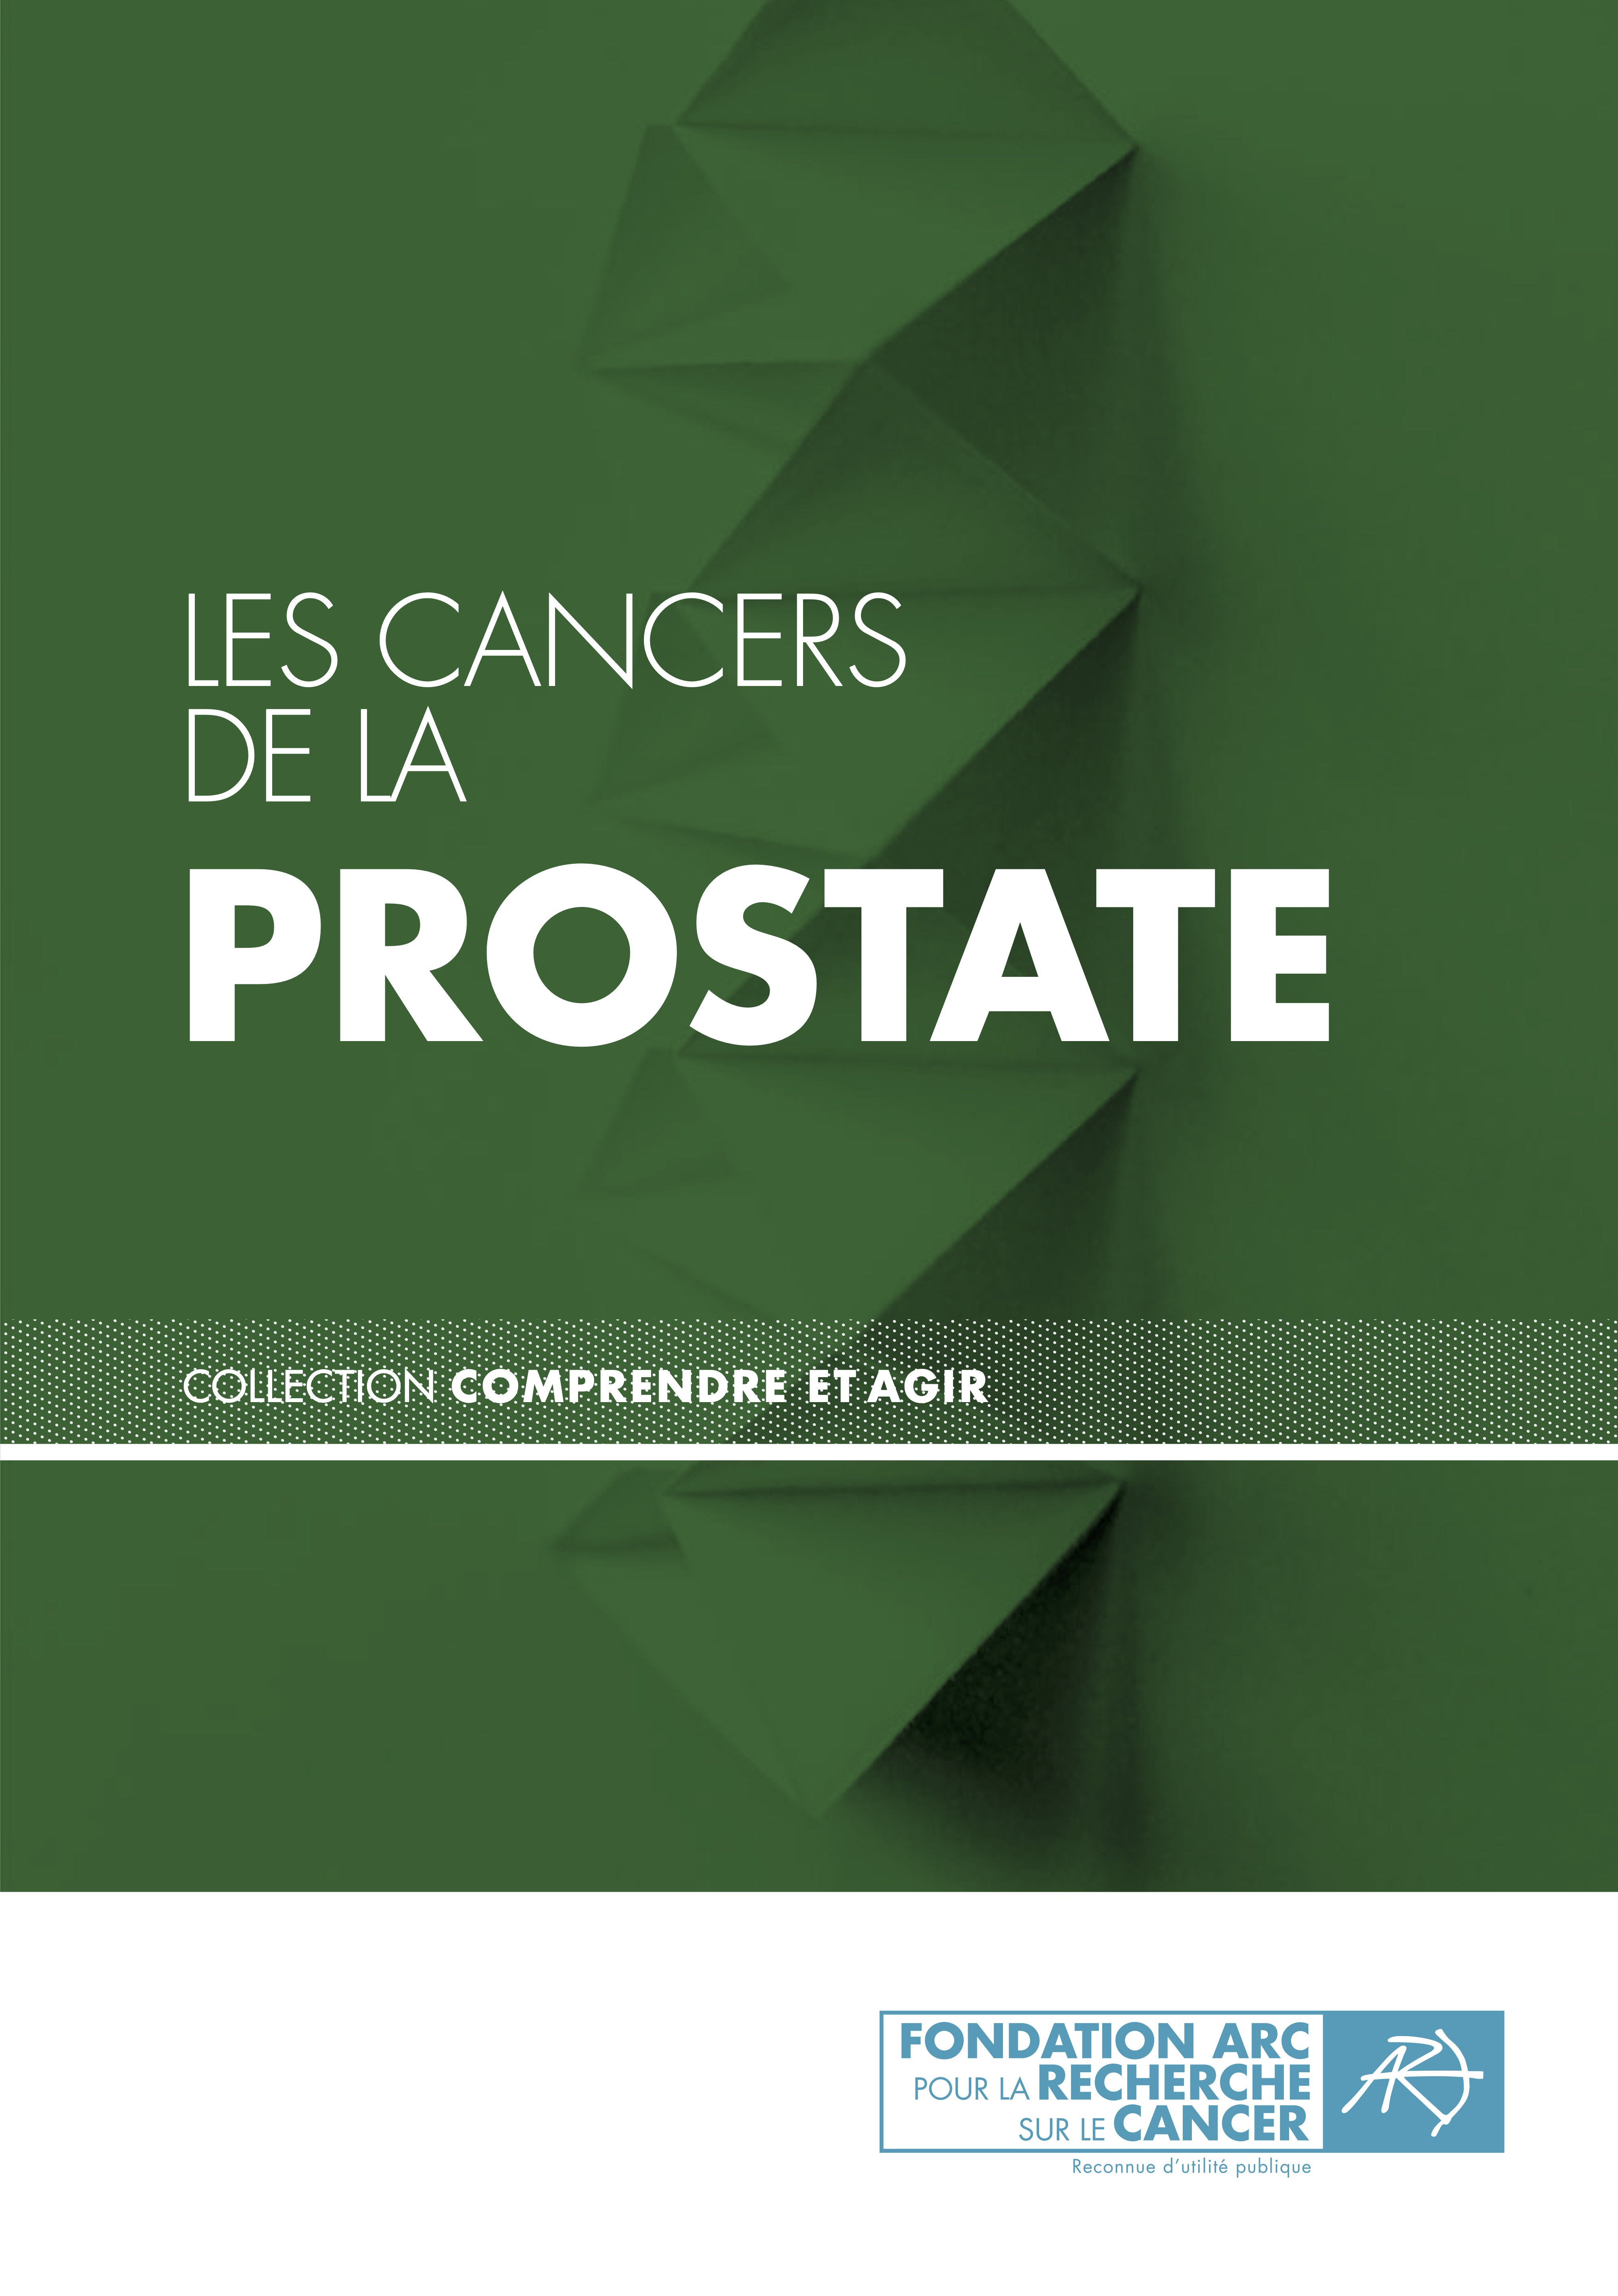 LES CANCERS
DE LA
PROSTATE
COLLECTION COMPRENDRE ET AGIR
FONDATION ARC
POUR LA RECHERCHE
SUR LE CANCER
Reconnue d'utilité publique